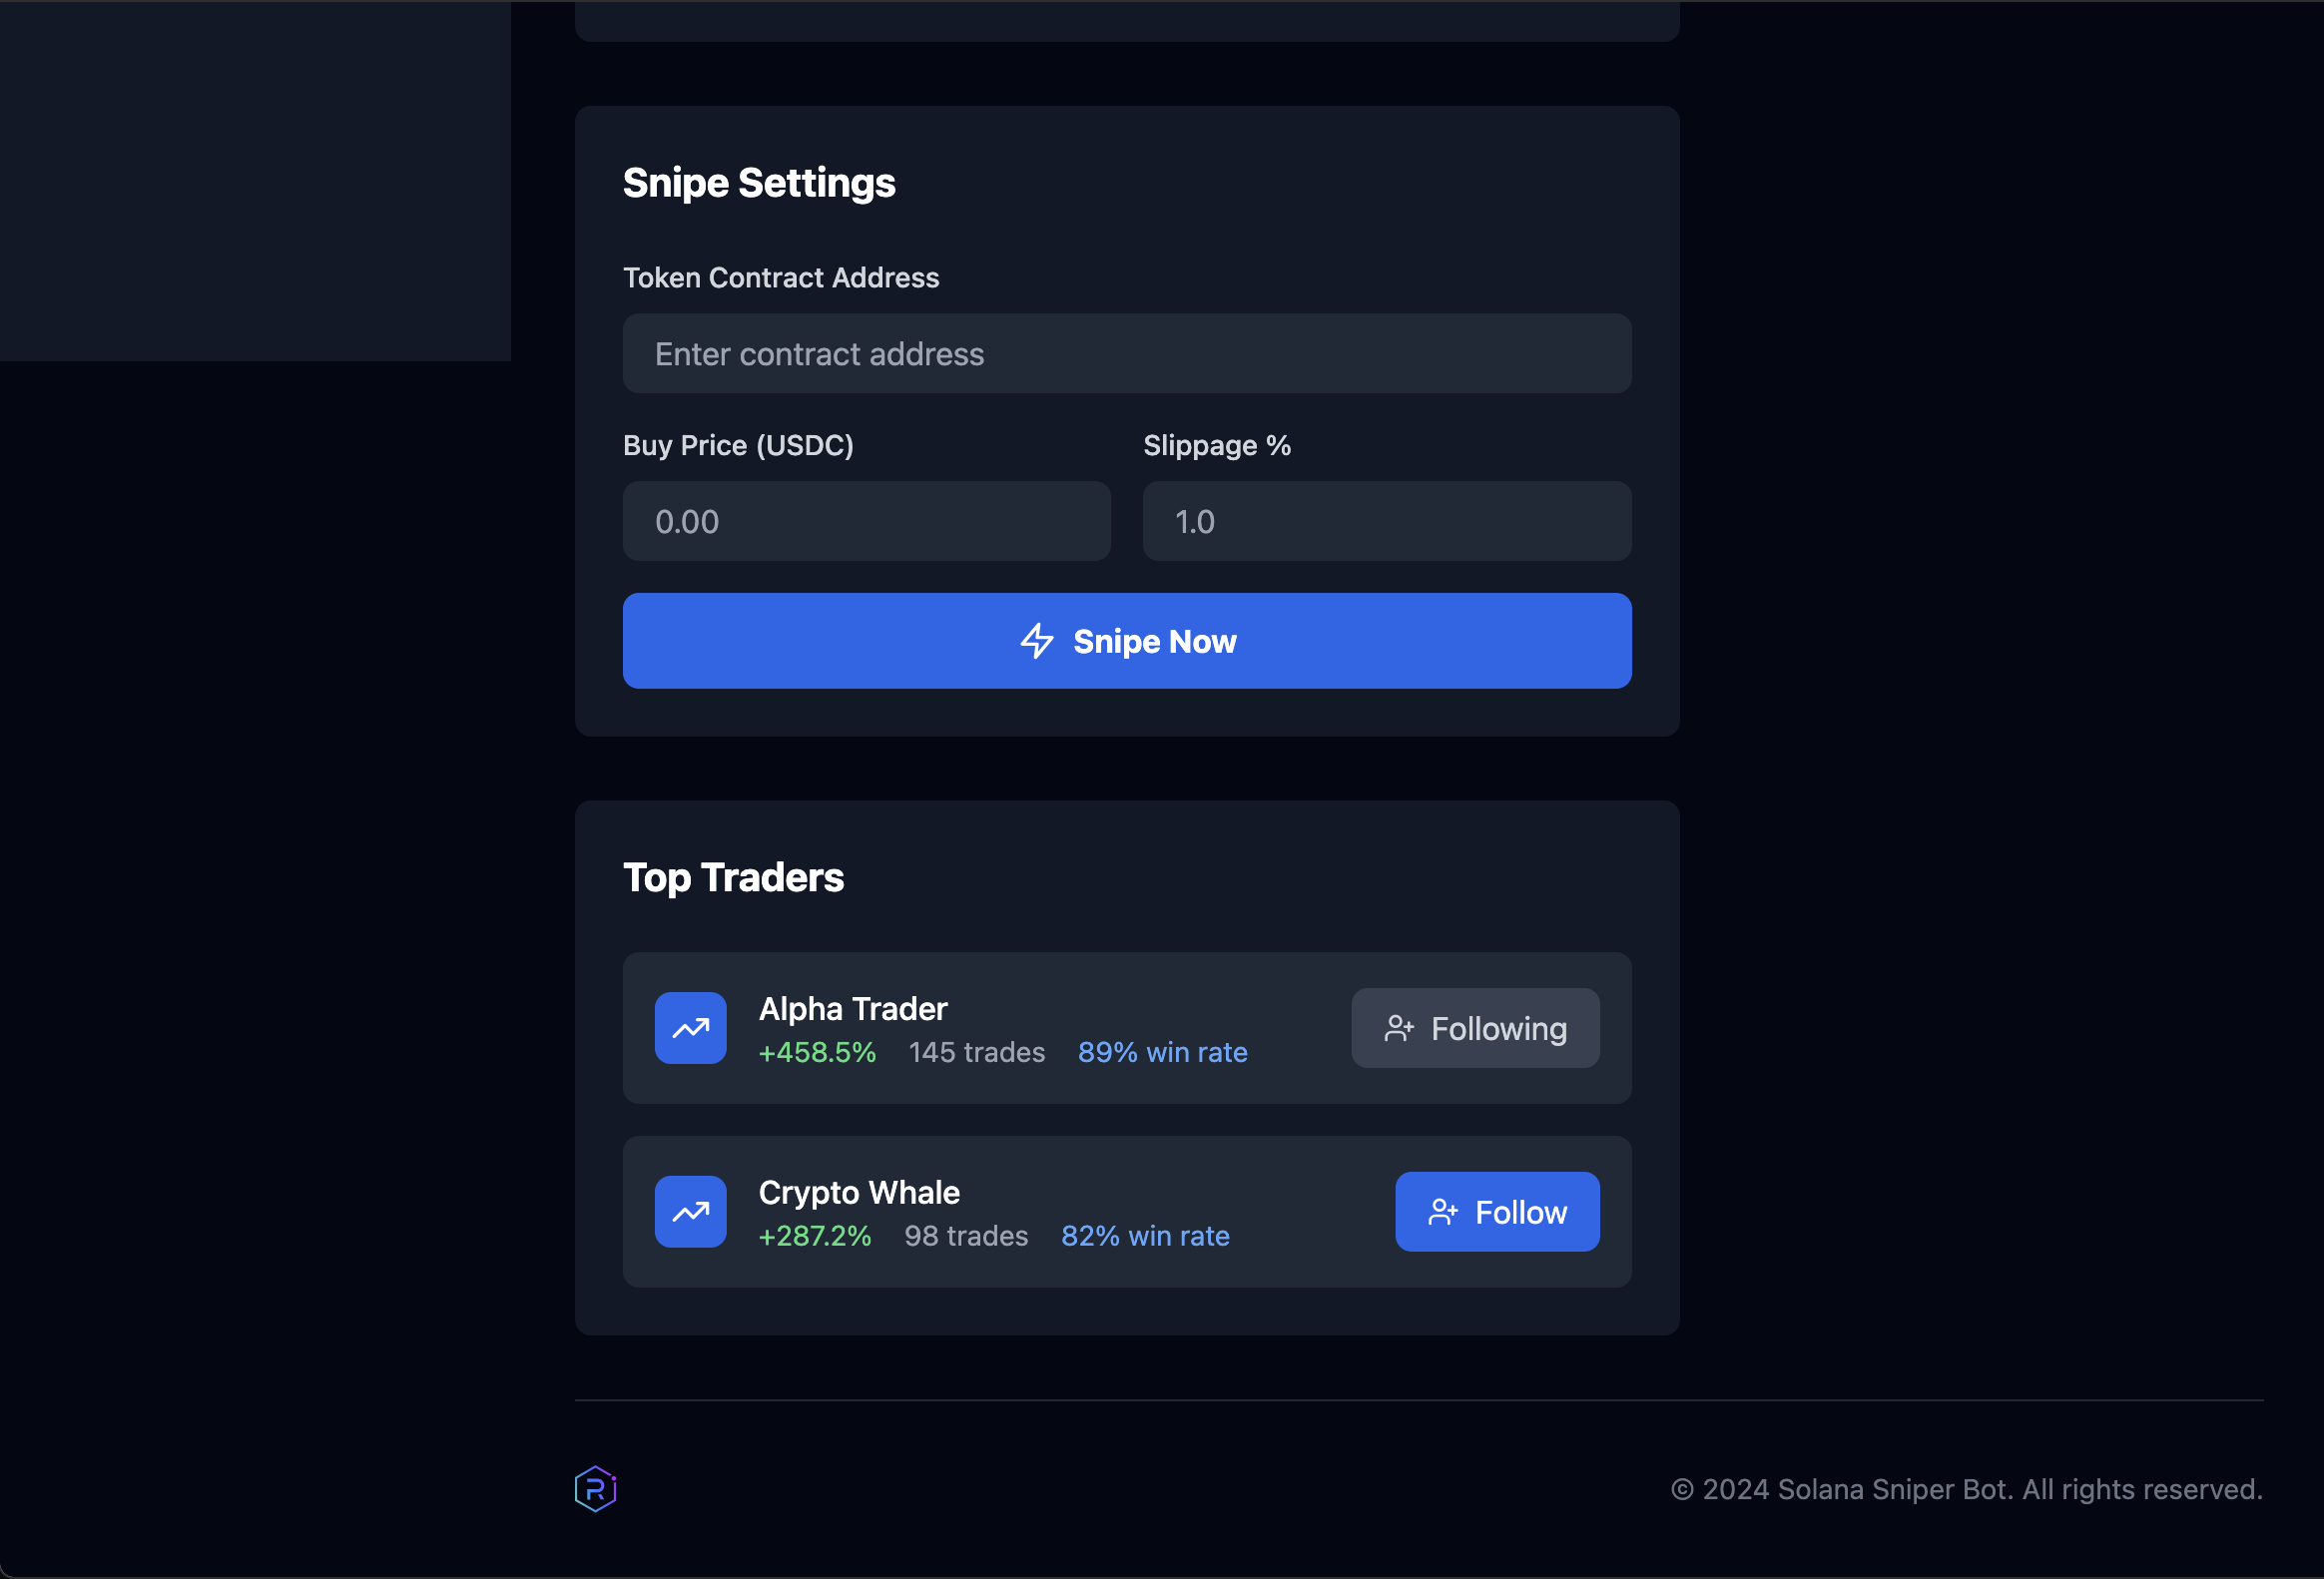 Snipe Settings
Token Contract Address
Enter contract address
Buy Price (USDC)
Slippage %
0.00
1.0
Snipe Now
Top Traders
Alpha Trader
+458.5% 145 trades 89% win rate
Following
Crypto Whale
+287.2% 98 trades 82% win rate
Follow
R
© 2024 Solana Sniper Bot. All rights reserved.